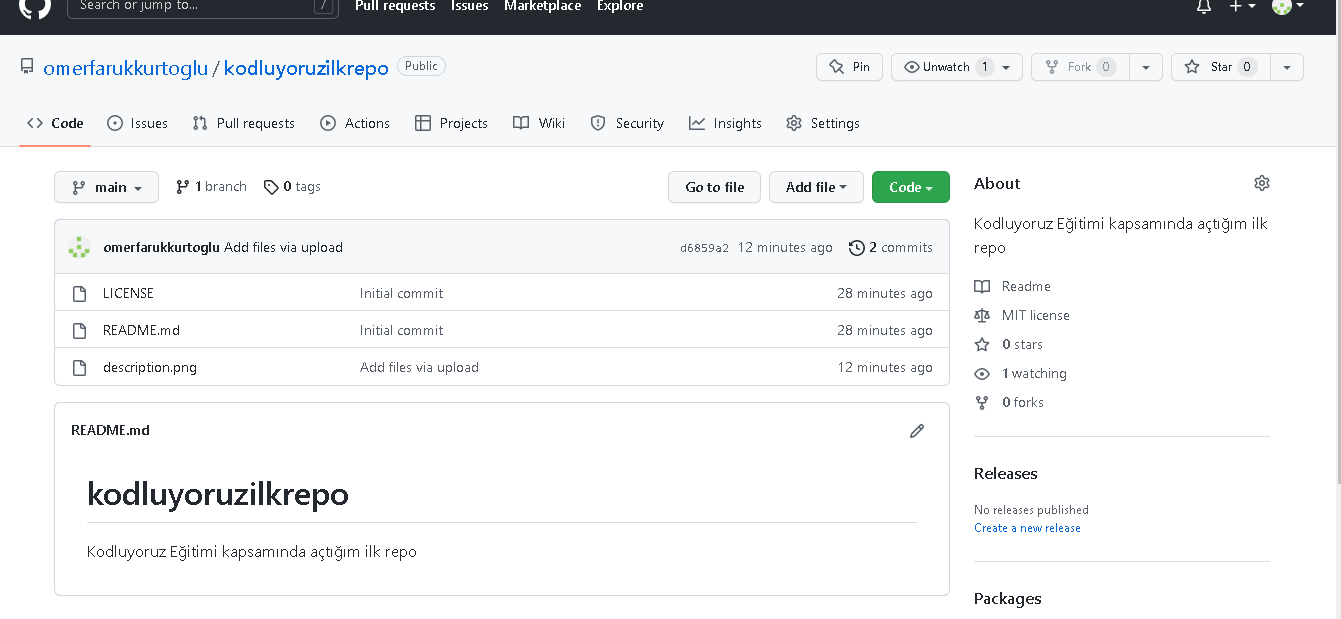 Search or jump to... /
Pull requests Issues Marketplace Explore
omerfarukkurtoglu / kodluyoruzilkrepo Public
Pin Unwatch 1 Fork 0 Star 0
Code Issues Pull requests Actions Projects Wiki Security Insights Settings
main 1 branch 0 tags
Go to file Add file Code
omerfarukkurtoglu Add files via upload d6859a2 12 minutes ago 2 commits
LICENSE Initial commit 28 minutes ago
README.md Initial commit 28 minutes ago
description.png Add files via upload 12 minutes ago
README.md
kodluyoruzilkrepo
Kodluyoruz Eğitimi kapsamında açtığım ilk repo
About
Kodluyoruz Eğitimi kapsamında açtığım ilk
repo
Readme
MIT license
0 stars
1 watching
0 forks
Releases
No releases published
Create a new release
Packages